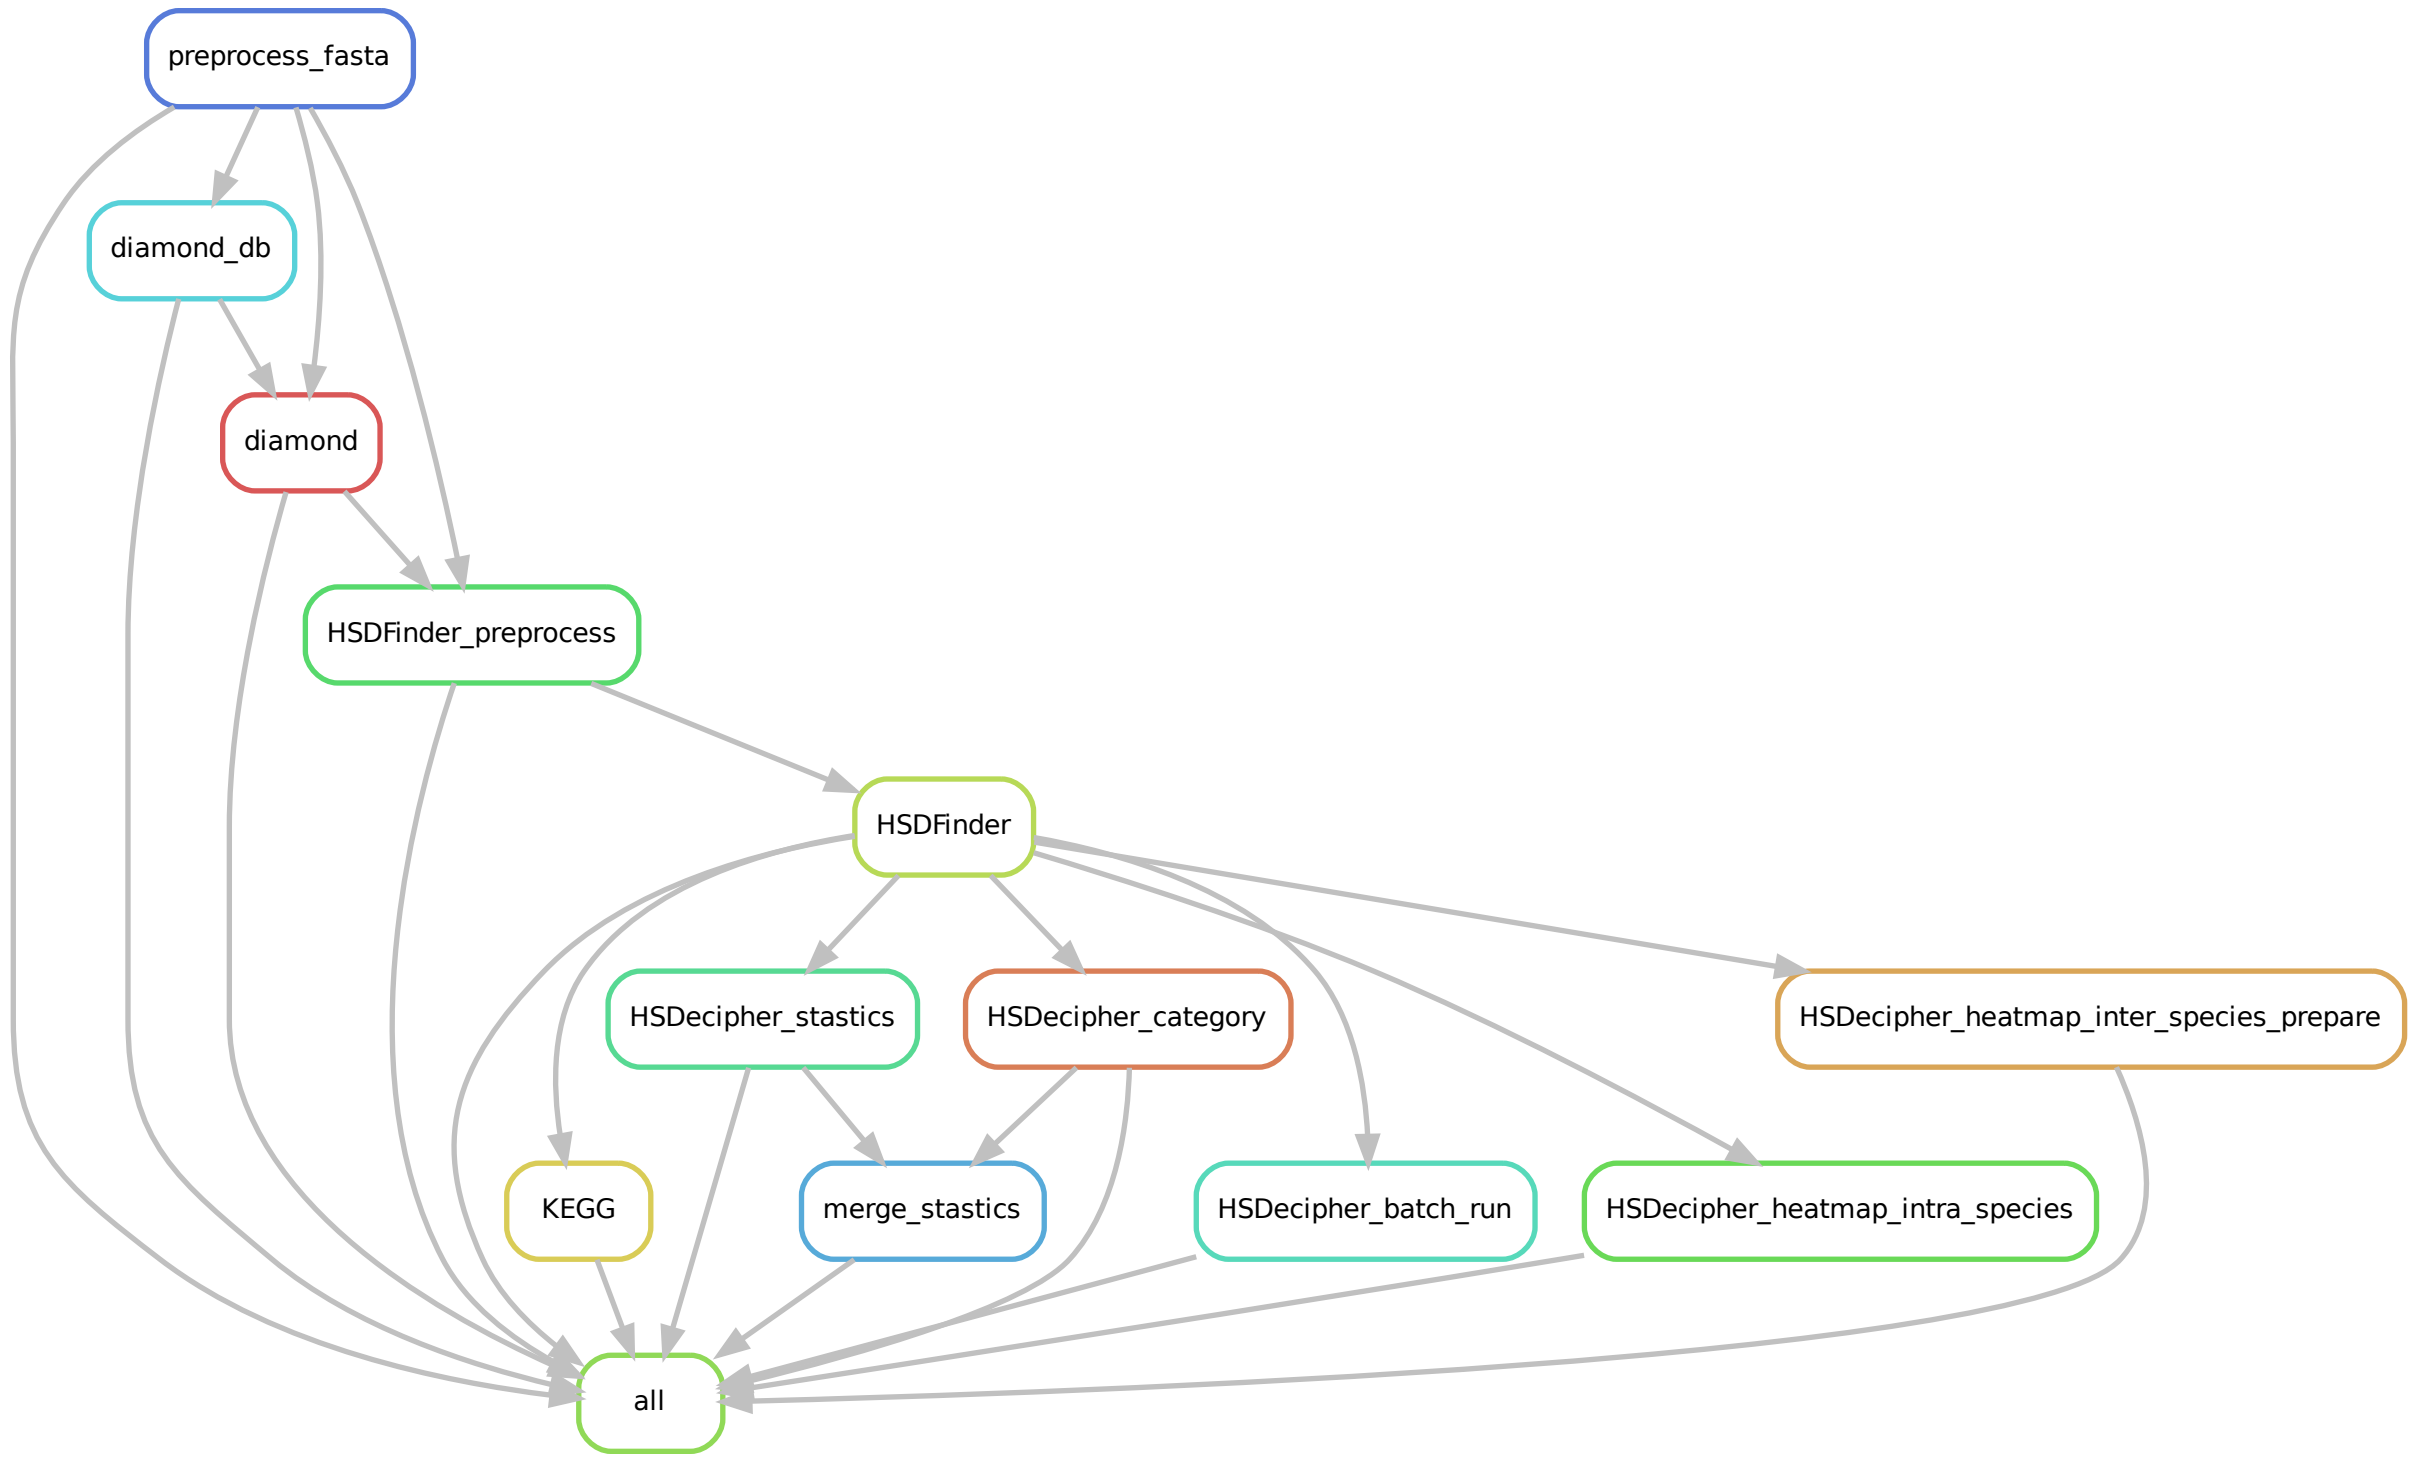 preprocess_fasta
diamond_db
diamond
HSDFinder_preprocess
HSDFinder
HSDecipher_stastics
HSDecipher_category
HSDecipher_heatmap_inter_species_prepare
KEGG
merge_stastics
HSDecipher_batch_run
HSDecipher_heatmap_intra_species
all